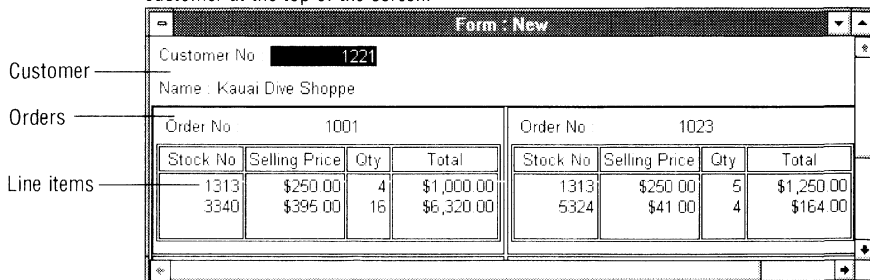 customer at the top of the screen.
Form : New
Customer No 1221
Customer
Name : Kauai Dive Shoppe
Orders
Order No 1001 Order No : 1023
Stock No Selling Price Qty Total Stock No Selling Price Qty Total
Line items 1313 $250.00 4 $1,000.00 1313 $250.00 5 $1,250.00
3340 $395.00 16 $6,320.00 5324 $41.00 4 $164.00